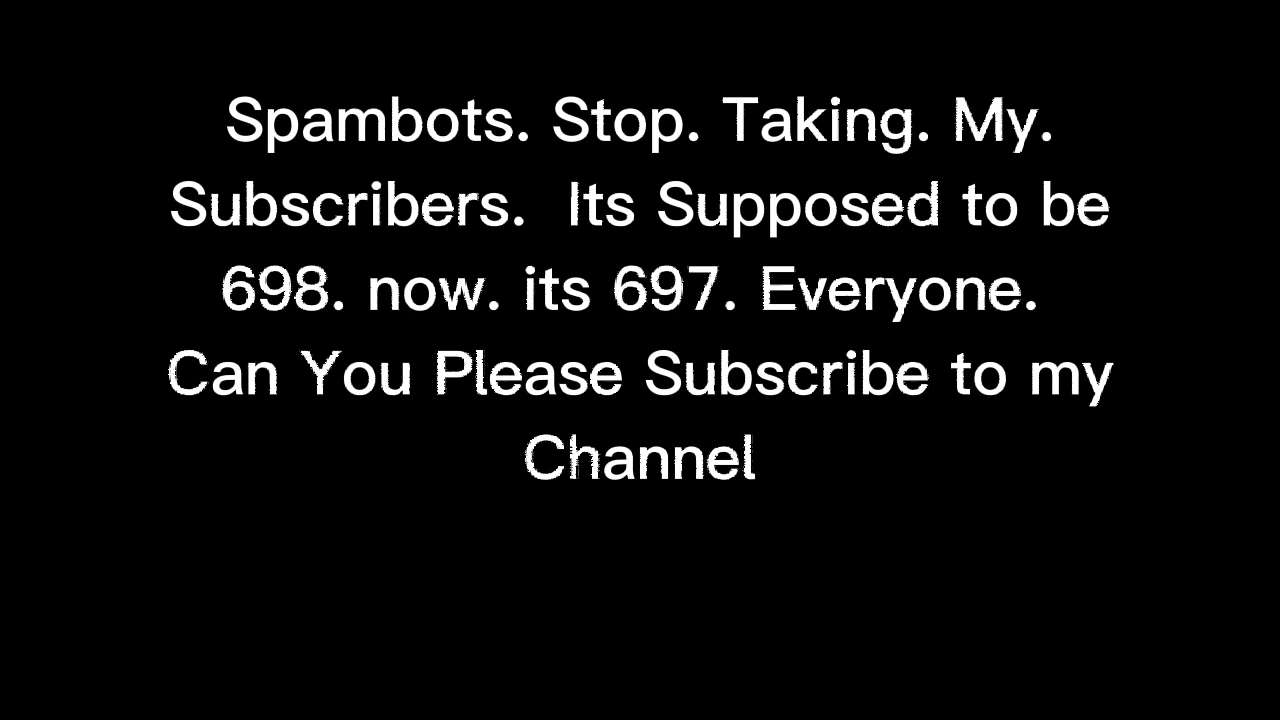 Spambots. Stop. Taking. My.
Subscribers.  Its Supposed to be
698. now. its 697. Everyone.
Can You Please Subscribe to my
Channel